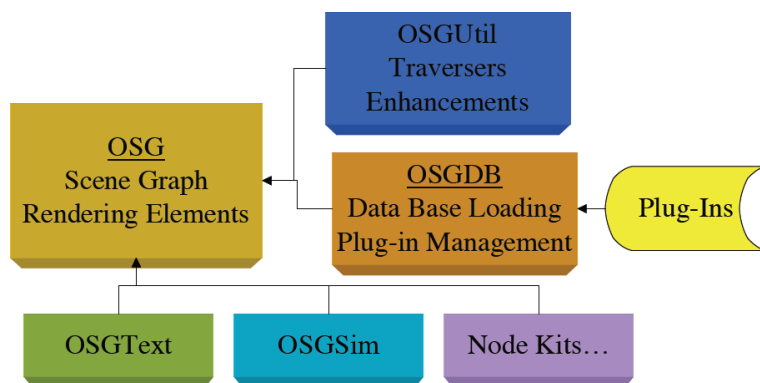 OSGUtil
Traversers
Enhancements
OSG
Scene Graph
Rendering Elements
OSGDB
Data Base Loading
Plug-in Management
Plug-Ins
OSGText
OSGSim
Node Kits…